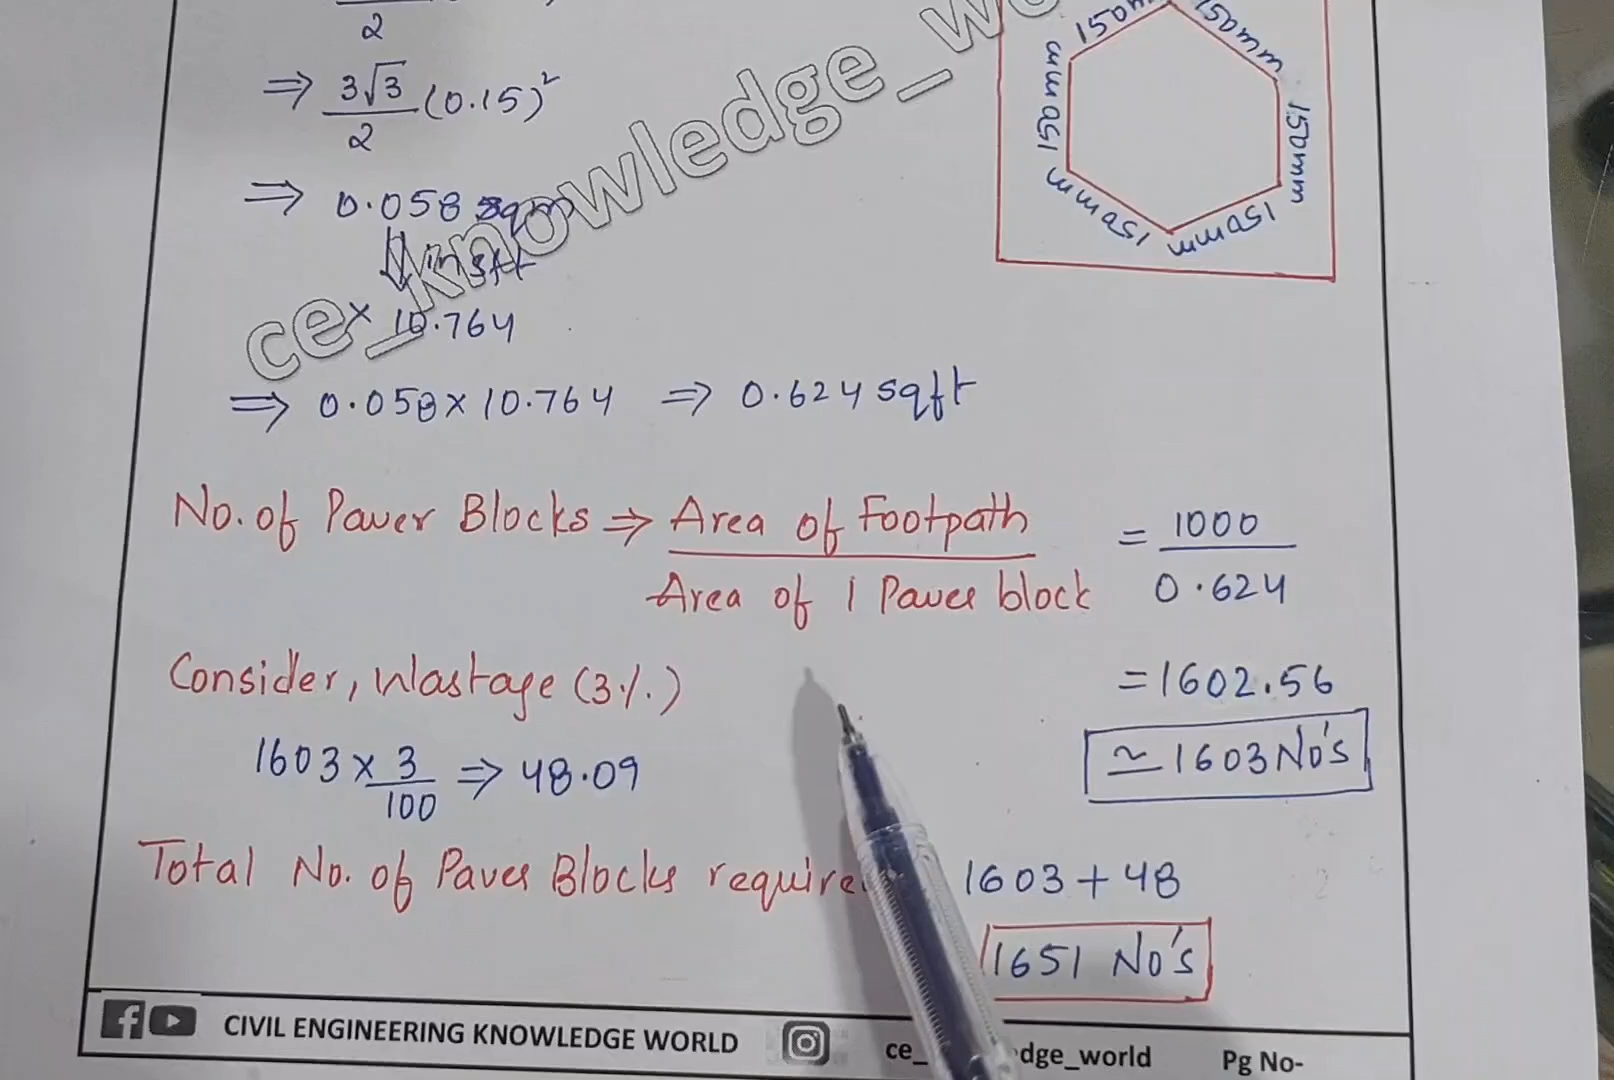 2
⇒ 3√3/2 (0.15)²
⇒ 0.058 sqm
in sft
× 10.764
⇒ 0.058 × 10.764 ⇒ 0.624 sqft
150mm
150mm
150mm
150mm
150mm
150mm
ce_knowledge_wo
No. of Paver Blocks ⇒ Area of Footpath / Area of 1 Paver block = 1000 / 0.624
= 1602.56
≃ 1603 No's
Consider, Wastage (3%)
1603 × 3/100 ⇒ 48.09
Total No. of Paver Blocks require 1603 + 48
1651 No's
CIVIL ENGINEERING KNOWLEDGE WORLD ce_ dge_world Pg No-